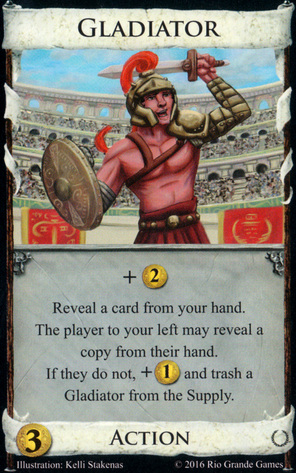 GLADIATOR
+ 2
Reveal a card from your hand.
The player to your left may reveal a
copy from their hand.
If they do not, +1 and trash a
Gladiator from the Supply.
3 ACTION
Illustration: Kelli Stakenas © 2016 Rio Grande Games